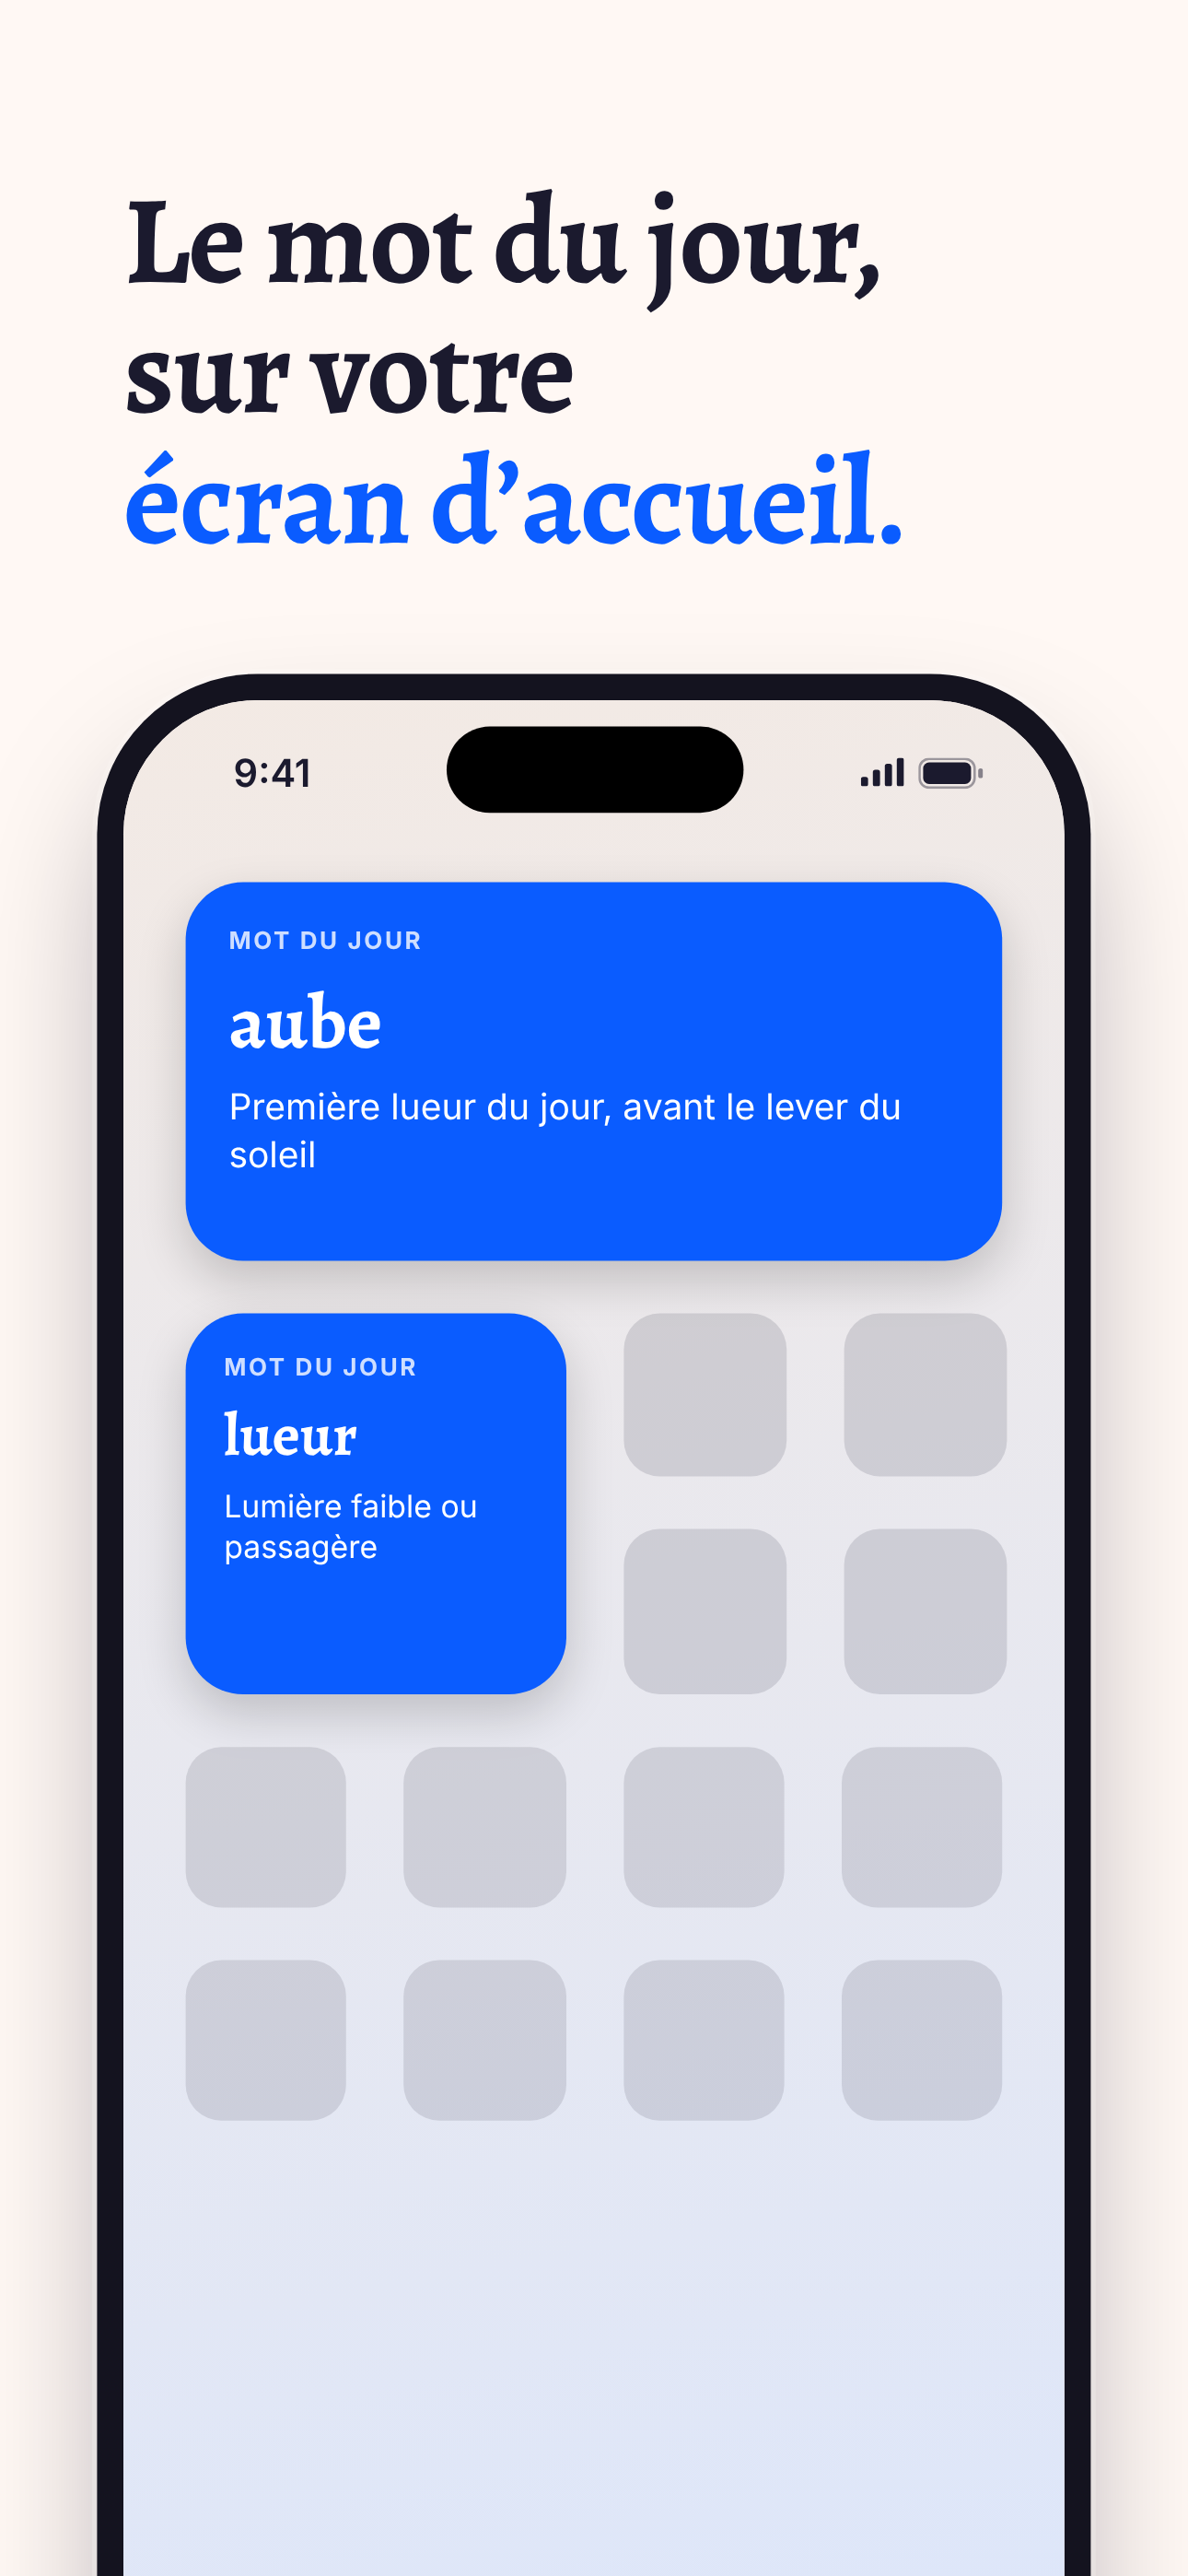 Le mot du jour,
sur votre
écran d’accueil.
9:41
MOT DU JOUR
aube
Première lueur du jour, avant le lever du
soleil
MOT DU JOUR
lueur
Lumière faible ou
passagère